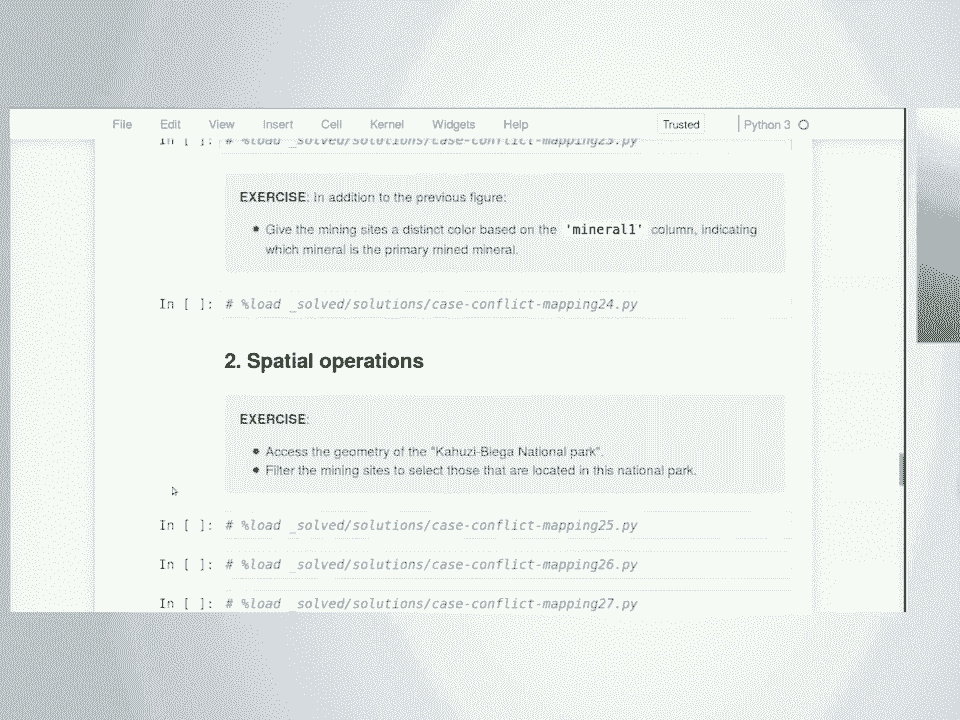 File Edit View Insert Cell Kernel Widgets Help Trusted Python 3
In [ ]: # %load _solved/solutions/case-conflict-mapping23.py
EXERCISE: In addition to the previous figure:
Give the mining sites a distinct color based on the 'mineral1' column, indicating
which mineral is the primary mined mineral.
In [ ]: # %load _solved/solutions/case-conflict-mapping24.py
2. Spatial operations
EXERCISE:
Access the geometry of the "Kahuzi-Biega National park".
Filter the mining sites to select those that are located in this national park.
In [ ]: # %load _solved/solutions/case-conflict-mapping25.py
In [ ]: # %load _solved/solutions/case-conflict-mapping26.py
In [ ]: # %load _solved/solutions/case-conflict-mapping27.py